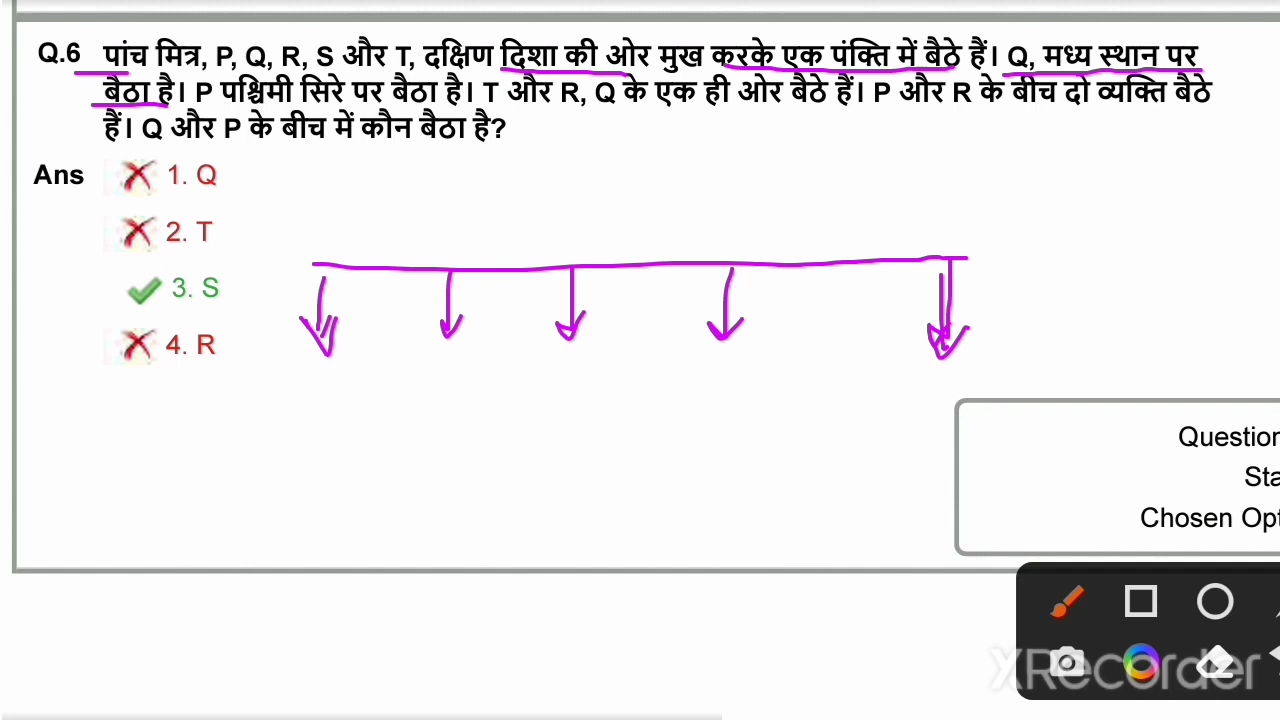 Q.6 पांच मित्र, P, Q, R, S और T, दक्षिण दिशा की ओर मुख करके एक पंक्ति में बैठे हैं। Q, मध्य स्थान पर
बैठा है। P पश्चिमी सिरे पर बैठा है। T और R, Q के एक ही ओर बैठे हैं। P और R के बीच दो व्यक्ति बैठे
हैं। Q और P के बीच में कौन बैठा है?
Ans 1. Q
2. T
3. S
4. R
Question
Sta
Chosen Opt
XRecorder